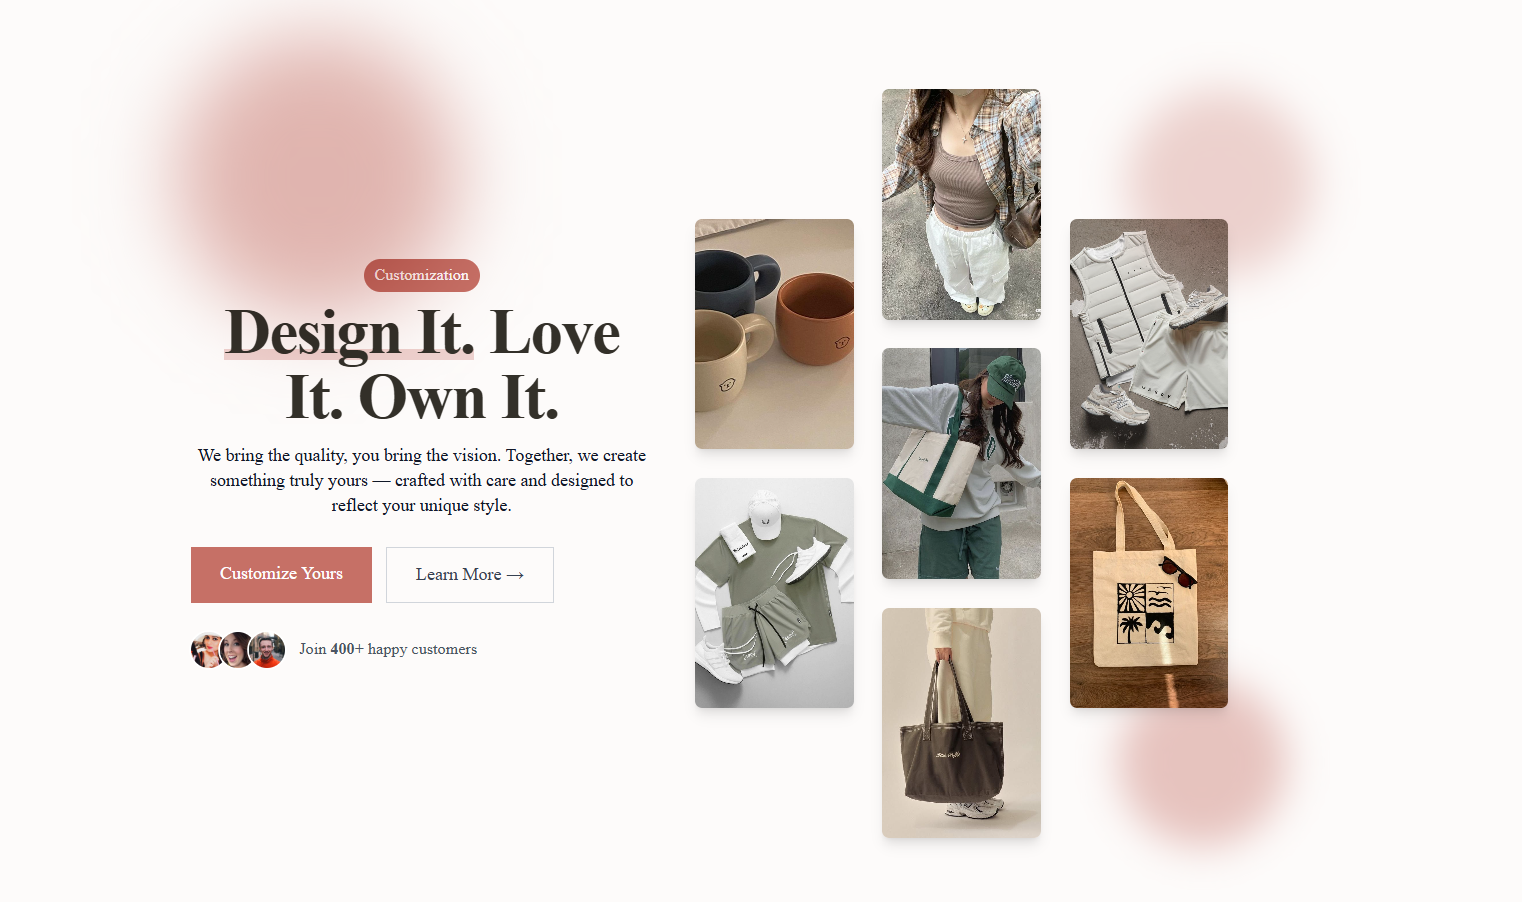 Customization
Design It. Love
It. Own It.
We bring the quality, you bring the vision. Together, we create
something truly yours — crafted with care and designed to
reflect your unique style.
Customize Yours
Learn More →
Join 400+ happy customers